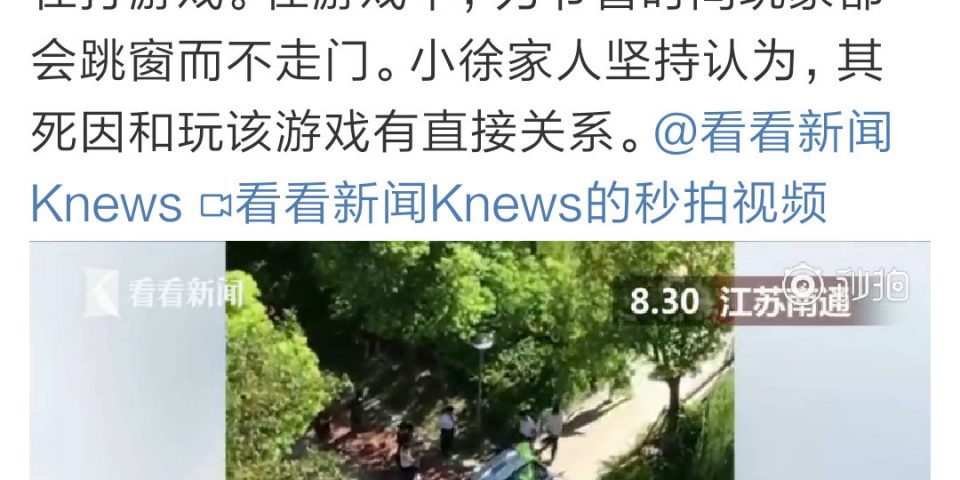 会跳窗而不走门。小徐家人坚持认为，其
死因和玩该游戏有直接关系。@看看新闻
Knews 看看新闻Knews的秒拍视频
看看新闻
8.30 江苏南通
秒拍